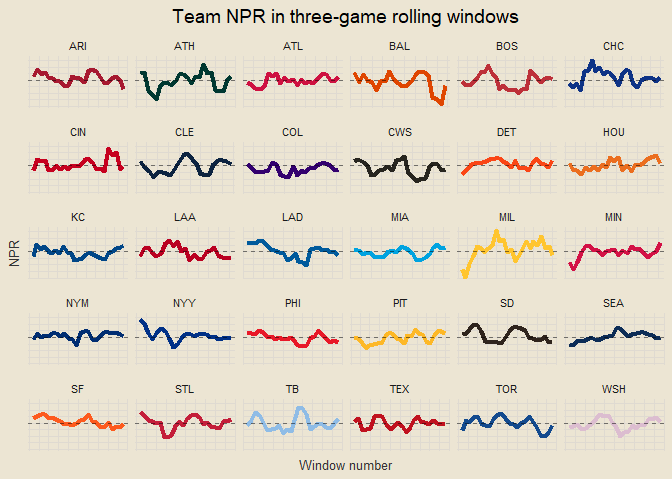 Team NPR in three-game rolling windows
ARI ATH ATL BAL BOS CHC
CIN CLE COL CWS DET HOU
KC LAA LAD MIA MIL MIN
NPR
NYM NYY PHI PIT SD SEA
SF STL TB TEX TOR WSH
Window number